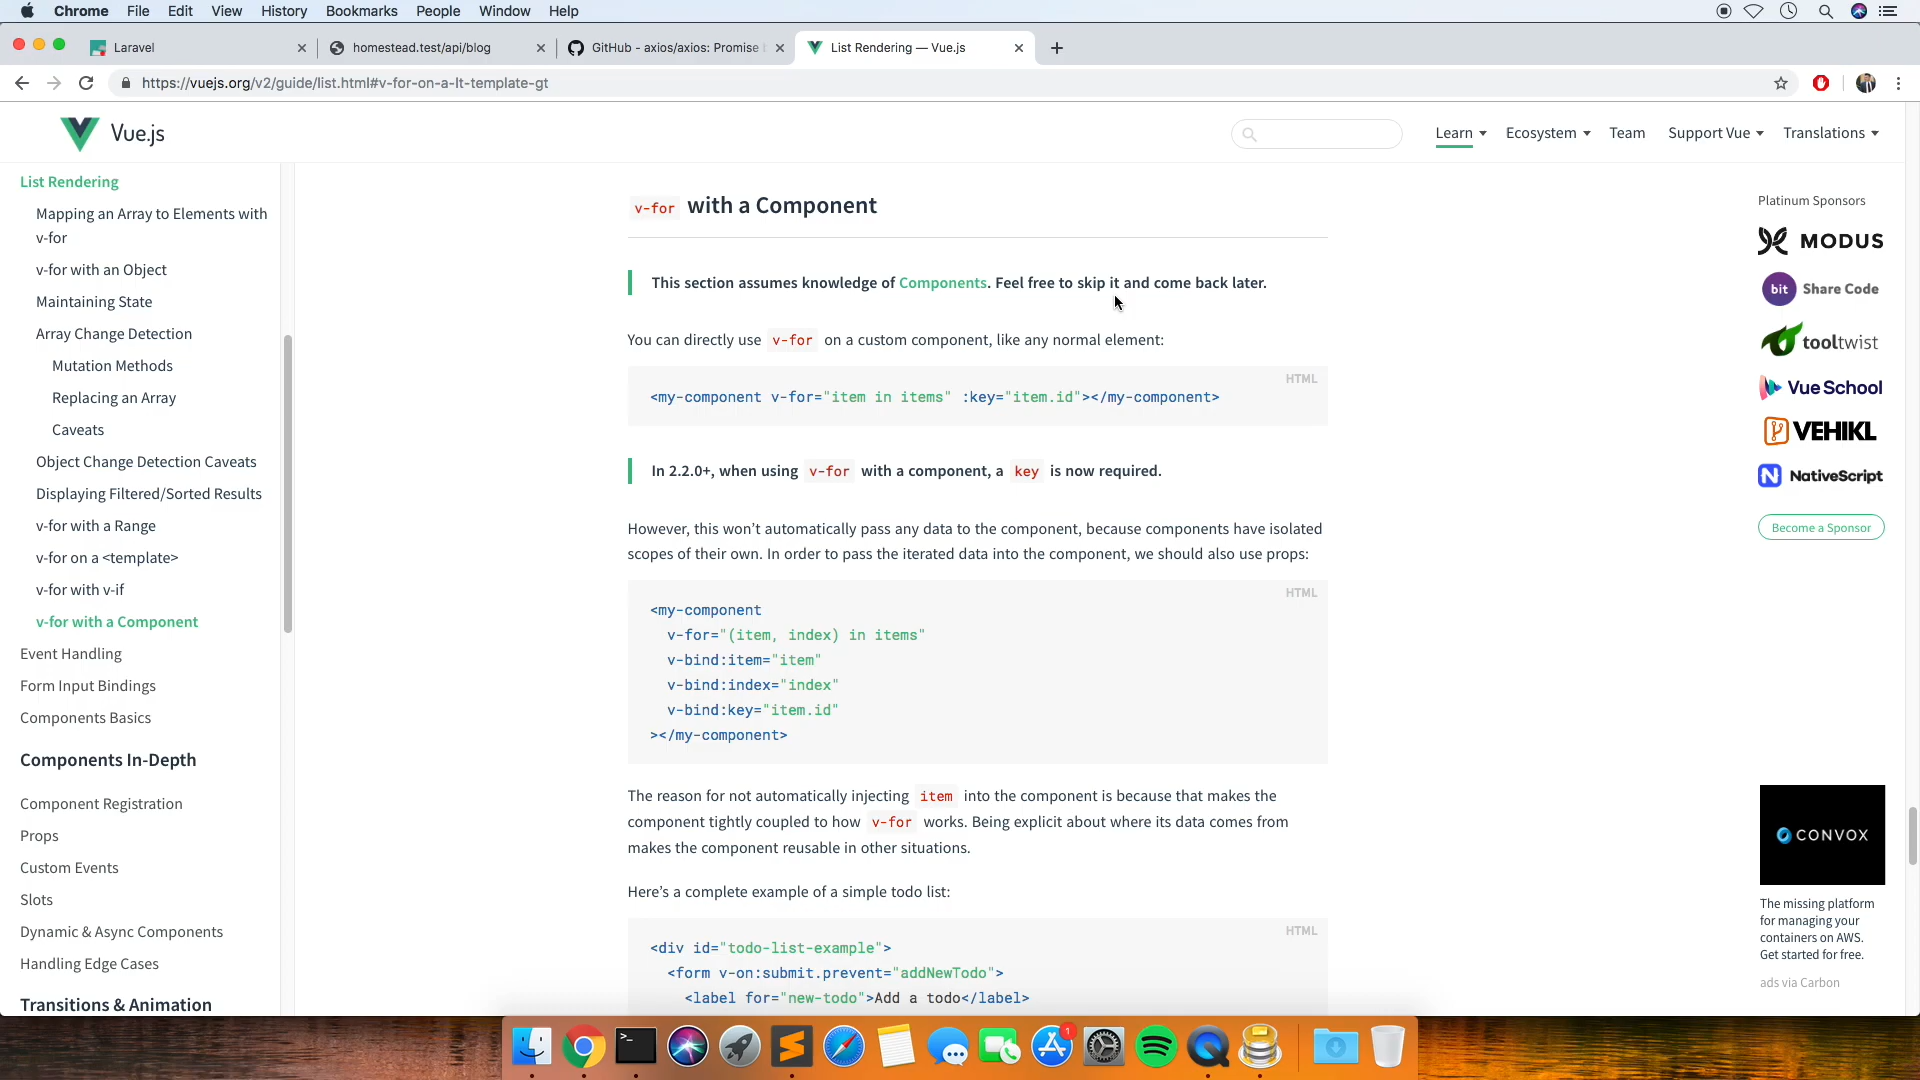 Chrome File Edit View History Bookmarks People Window Help
Laravel
homestead.test/api/blog
GitHub - axios/axios: Promise b
List Rendering — Vue.js
https://vuejs.org/v2/guide/list.html#v-for-on-a-lt-template-gt
Vue.js
Learn Ecosystem Team Support Vue Translations
List Rendering
Mapping an Array to Elements with
v-for
v-for with an Object
Maintaining State
Array Change Detection
Mutation Methods
Replacing an Array
Caveats
Object Change Detection Caveats
Displaying Filtered/Sorted Results
v-for with a Range
v-for on a <template>
v-for with v-if
v-for with a Component
Event Handling
Form Input Bindings
Components Basics
Components In-Depth
Component Registration
Props
Custom Events
Slots
Dynamic & Async Components
Handling Edge Cases
Transitions & Animation
v-for with a Component
This section assumes knowledge of Components. Feel free to skip it and come back later.
You can directly use v-for on a custom component, like any normal element:
HTML
<my-component v-for="item in items" :key="item.id"></my-component>
In 2.2.0+, when using v-for with a component, a key is now required.
However, this won’t automatically pass any data to the component, because components have isolated
scopes of their own. In order to pass the iterated data into the component, we should also use props:
HTML
<my-component
v-for="(item, index) in items"
v-bind:item="item"
v-bind:index="index"
v-bind:key="item.id"
></my-component>
The reason for not automatically injecting item into the component is because that makes the
component tightly coupled to how v-for works. Being explicit about where its data comes from
makes the component reusable in other situations.
Here’s a complete example of a simple todo list:
HTML
<div id="todo-list-example">
<form v-on:submit.prevent="addNewTodo">
<label for="new-todo">Add a todo</label>
Platinum Sponsors
MODUS
bit Share Code
tooltwist
Vue School
VEHIKL
NativeScript
Become a Sponsor
CONVOX
The missing platform
for managing your
containers on AWS.
Get started for free.
ads via Carbon
1